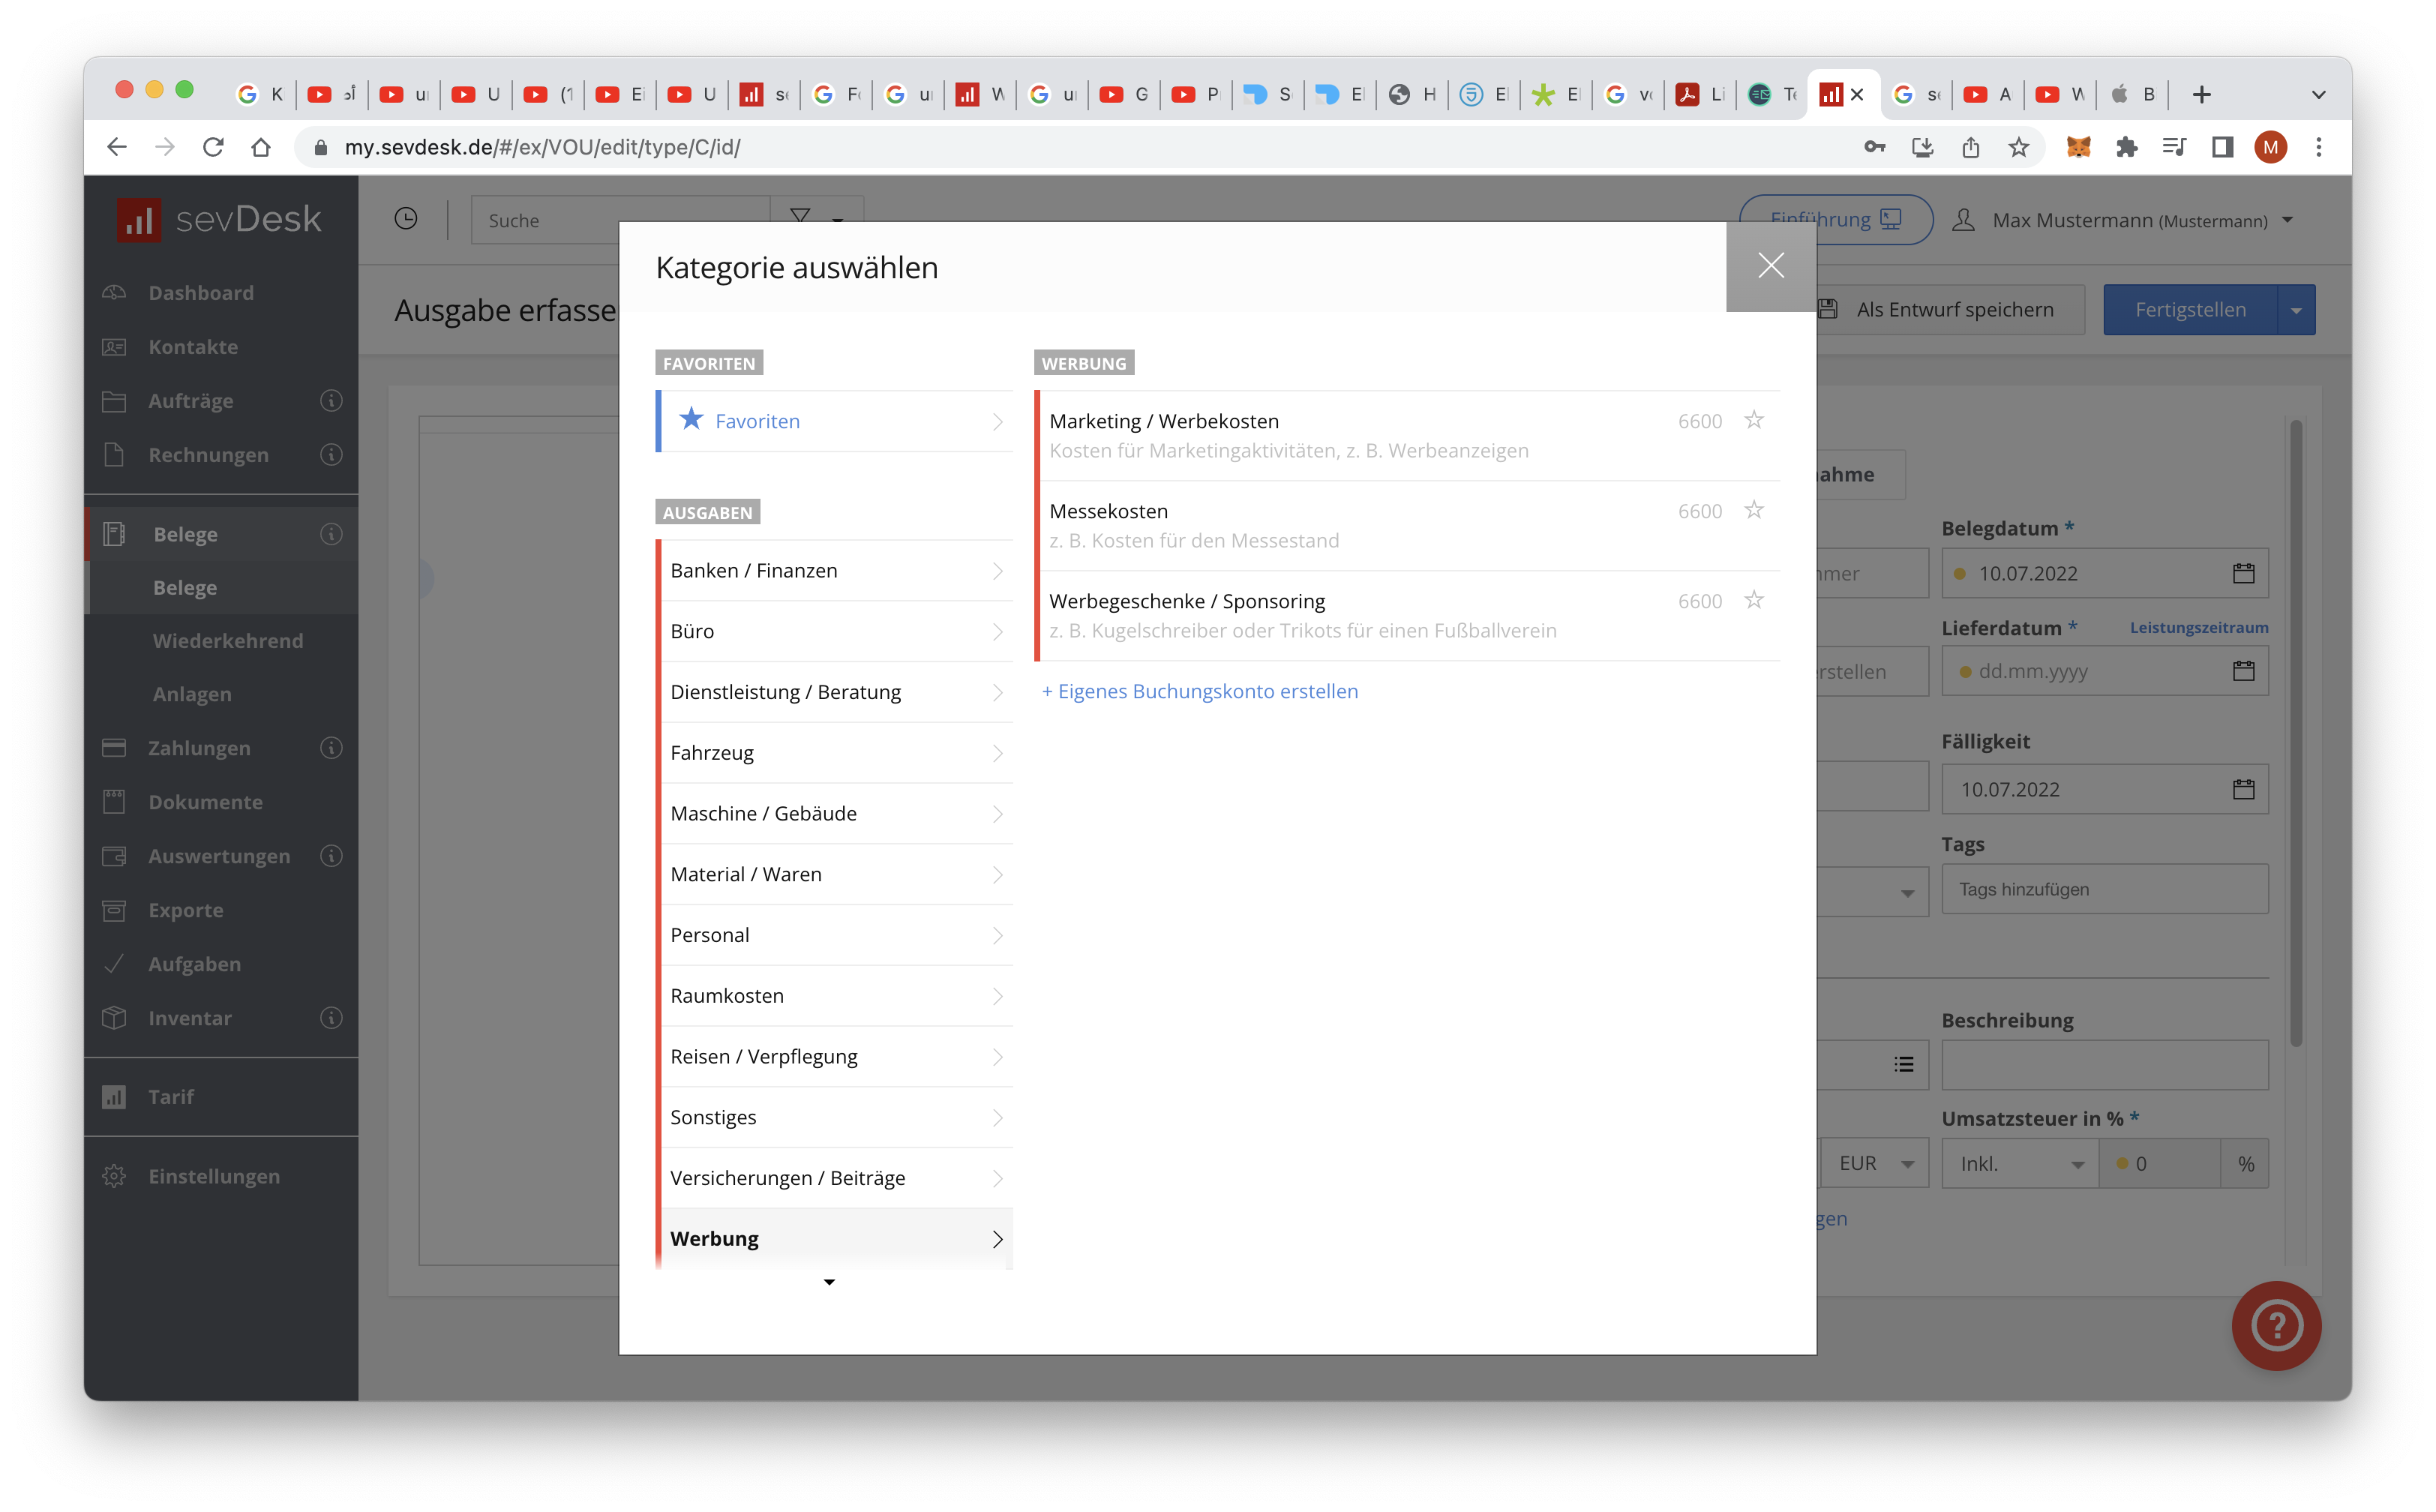 my.sevdesk.de/#/ex/VOU/edit/type/C/id/
M
sevDesk
Suche
Einführung
Max Mustermann (Mustermann)
Dashboard
Kontakte
Aufträge
Rechnungen
Belege
Belege
Wiederkehrend
Anlagen
Zahlungen
Dokumente
Auswertungen
Exporte
Aufgaben
Inventar
Tarif
Einstellungen
Ausgabe erfasse
Als Entwurf speichern
Fertigstellen
Kategorie auswählen
FAVORITEN
Favoriten
AUSGABEN
Banken / Finanzen
Büro
Dienstleistung / Beratung
Fahrzeug
Maschine / Gebäude
Material / Waren
Personal
Raumkosten
Reisen / Verpflegung
Sonstiges
Versicherungen / Beiträge
Werbung
WERBUNG
Marketing / Werbekosten 6600
Kosten für Marketingaktivitäten, z. B. Werbeanzeigen
Messekosten 6600
z. B. Kosten für den Messestand
Werbegeschenke / Sponsoring 6600
z. B. Kugelschreiber oder Trikots für einen Fußballverein
+ Eigenes Buchungskonto erstellen
nahme
Belegdatum *
nmer
10.07.2022
Lieferdatum * Leistungszeitraum
erstellen
dd.mm.yyyy
Fälligkeit
10.07.2022
Tags
Tags hinzufügen
Beschreibung
Umsatzsteuer in % *
EUR
Inkl.
0
%
gen
?